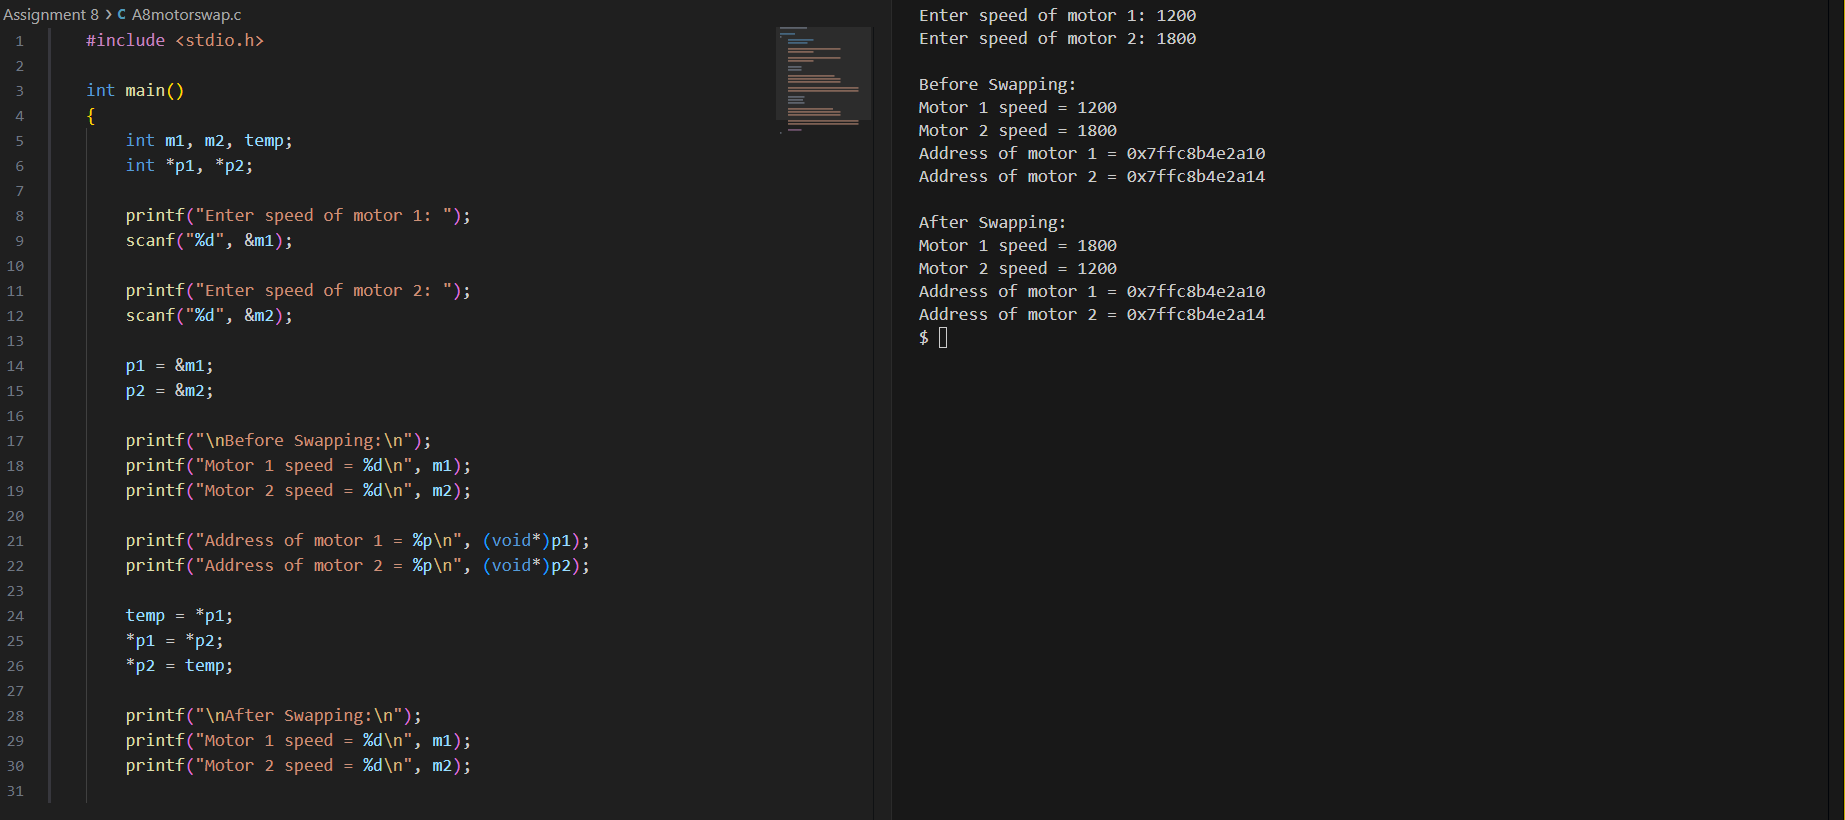 Assignment 8 > C A8motorswap.c
1 #include <stdio.h>
2
3 int main()
4 {
5     int m1, m2, temp;
6     int *p1, *p2;
7
8     printf("Enter speed of motor 1: ");
9     scanf("%d", &m1);
10
11     printf("Enter speed of motor 2: ");
12     scanf("%d", &m2);
13
14     p1 = &m1;
15     p2 = &m2;
16
17     printf("\nBefore Swapping:\n");
18     printf("Motor 1 speed = %d\n", m1);
19     printf("Motor 2 speed = %d\n", m2);
20
21     printf("Address of motor 1 = %p\n", (void*)p1);
22     printf("Address of motor 2 = %p\n", (void*)p2);
23
24     temp = *p1;
25     *p1 = *p2;
26     *p2 = temp;
27
28     printf("\nAfter Swapping:\n");
29     printf("Motor 1 speed = %d\n", m1);
30     printf("Motor 2 speed = %d\n", m2);
31
Enter speed of motor 1: 1200
Enter speed of motor 2: 1800

Before Swapping:
Motor 1 speed = 1200
Motor 2 speed = 1800
Address of motor 1 = 0x7ffc8b4e2a10
Address of motor 2 = 0x7ffc8b4e2a14

After Swapping:
Motor 1 speed = 1800
Motor 2 speed = 1200
Address of motor 1 = 0x7ffc8b4e2a10
Address of motor 2 = 0x7ffc8b4e2a14
$